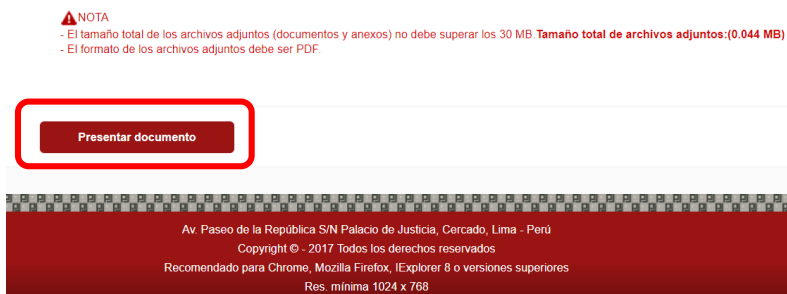 NOTA
- El tamaño total de los archivos adjuntos (documentos y anexos) no debe superar los 30 MB.Tamaño total de archivos adjuntos:(0.044 MB)
- El formato de los archivos adjuntos debe ser PDF.
Presentar documento
Av. Paseo de la República S/N Palacio de Justicia, Cercado, Lima - Perú
Copyright © - 2017 Todos los derechos reservados
Recomendado para Chrome, Mozilla Firefox, IExplorer 8 o versiones superiores
Res. mínima 1024 x 768